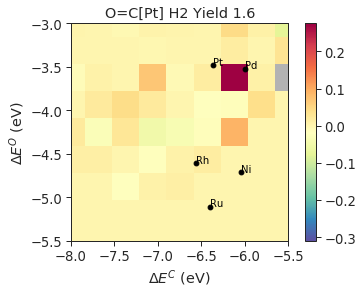 O=C[Pt] H2 Yield 1.6
ΔE^O (eV)
−3.0
−3.5
−4.0
−4.5
−5.0
−5.5
Pt
Pd
Rh
Ni
Ru
−8.0 −7.5 −7.0 −6.5 −6.0 −5.5
ΔE^C (eV)
0.2
0.1
0.0
−0.1
−0.2
−0.3